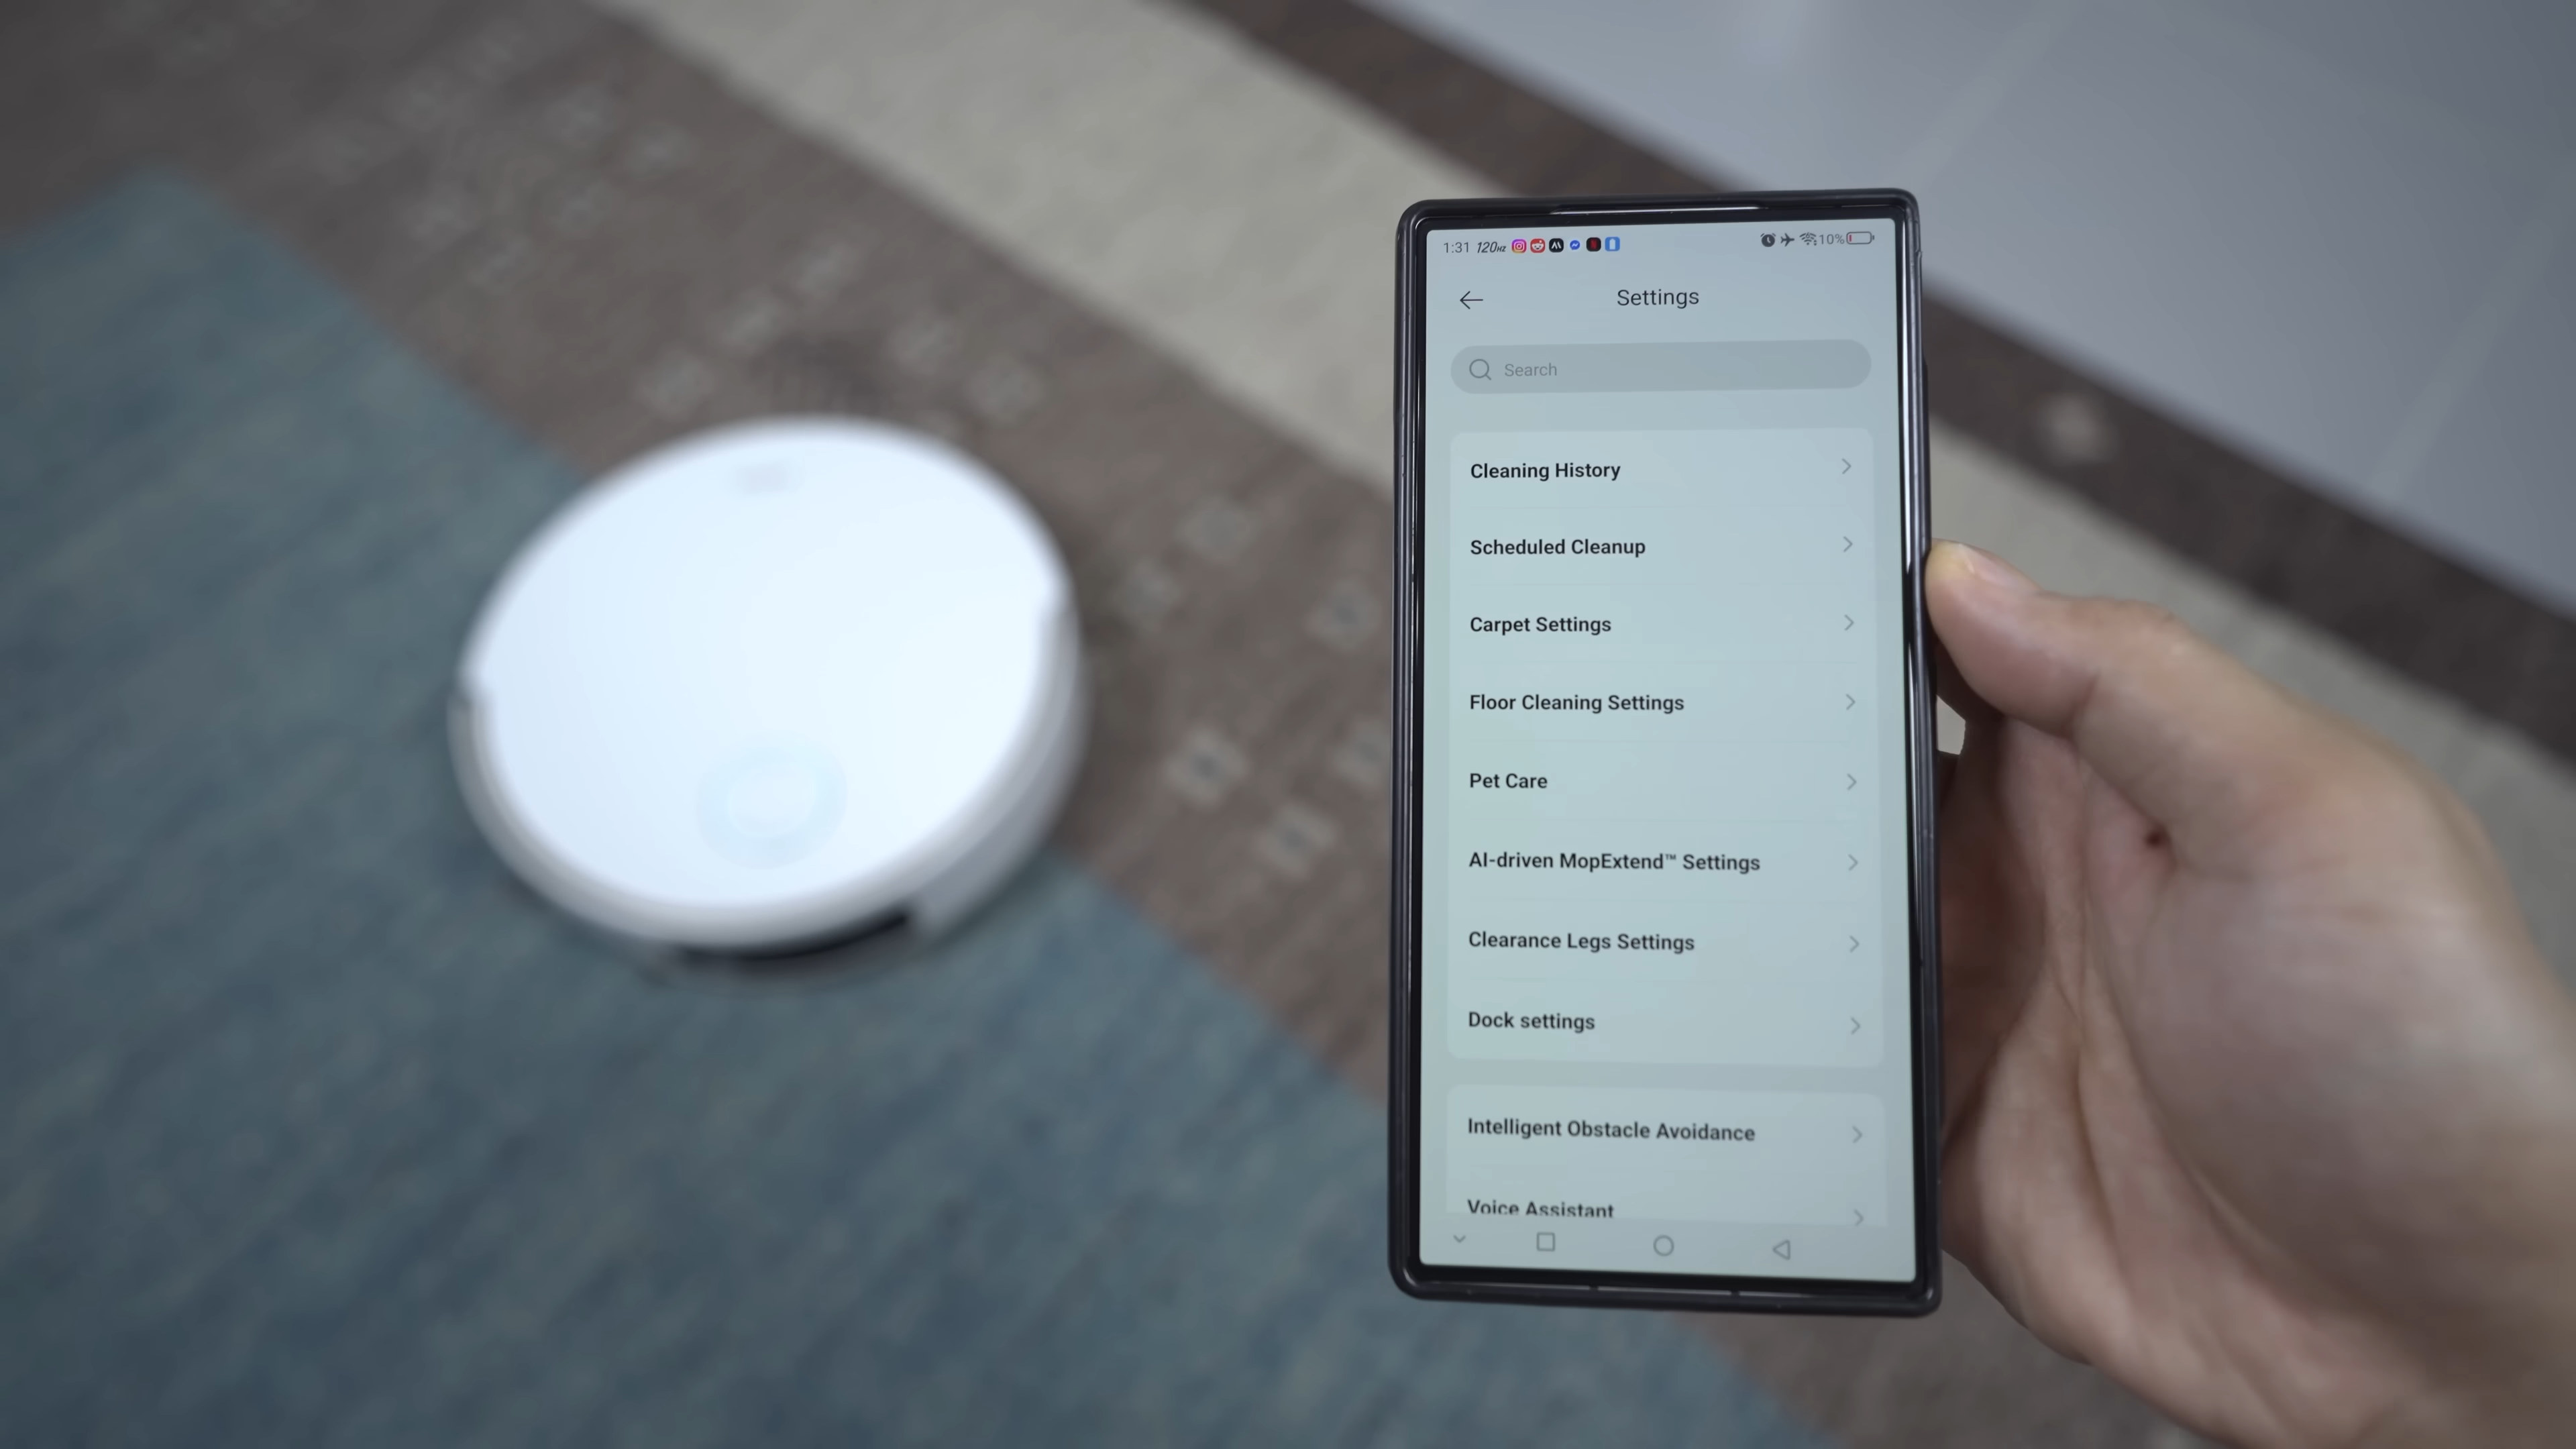 1:31 120Hz 10%
Settings
Search
Cleaning History
Scheduled Cleanup
Carpet Settings
Floor Cleaning Settings
Pet Care
AI-driven MopExtend™ Settings
Clearance Legs Settings
Dock settings
Intelligent Obstacle Avoidance
Voice Assistant